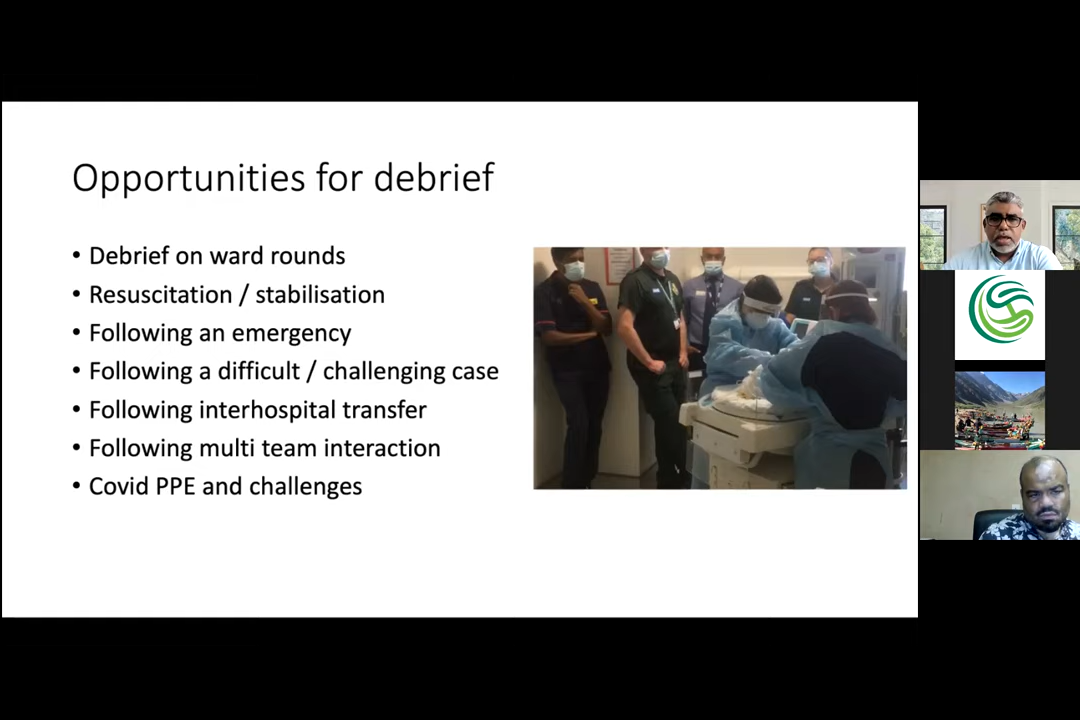 Opportunities for debrief
• Debrief on ward rounds
• Resuscitation / stabilisation
• Following an emergency
• Following a difficult / challenging case
• Following interhospital transfer
• Following multi team interaction
• Covid PPE and challenges